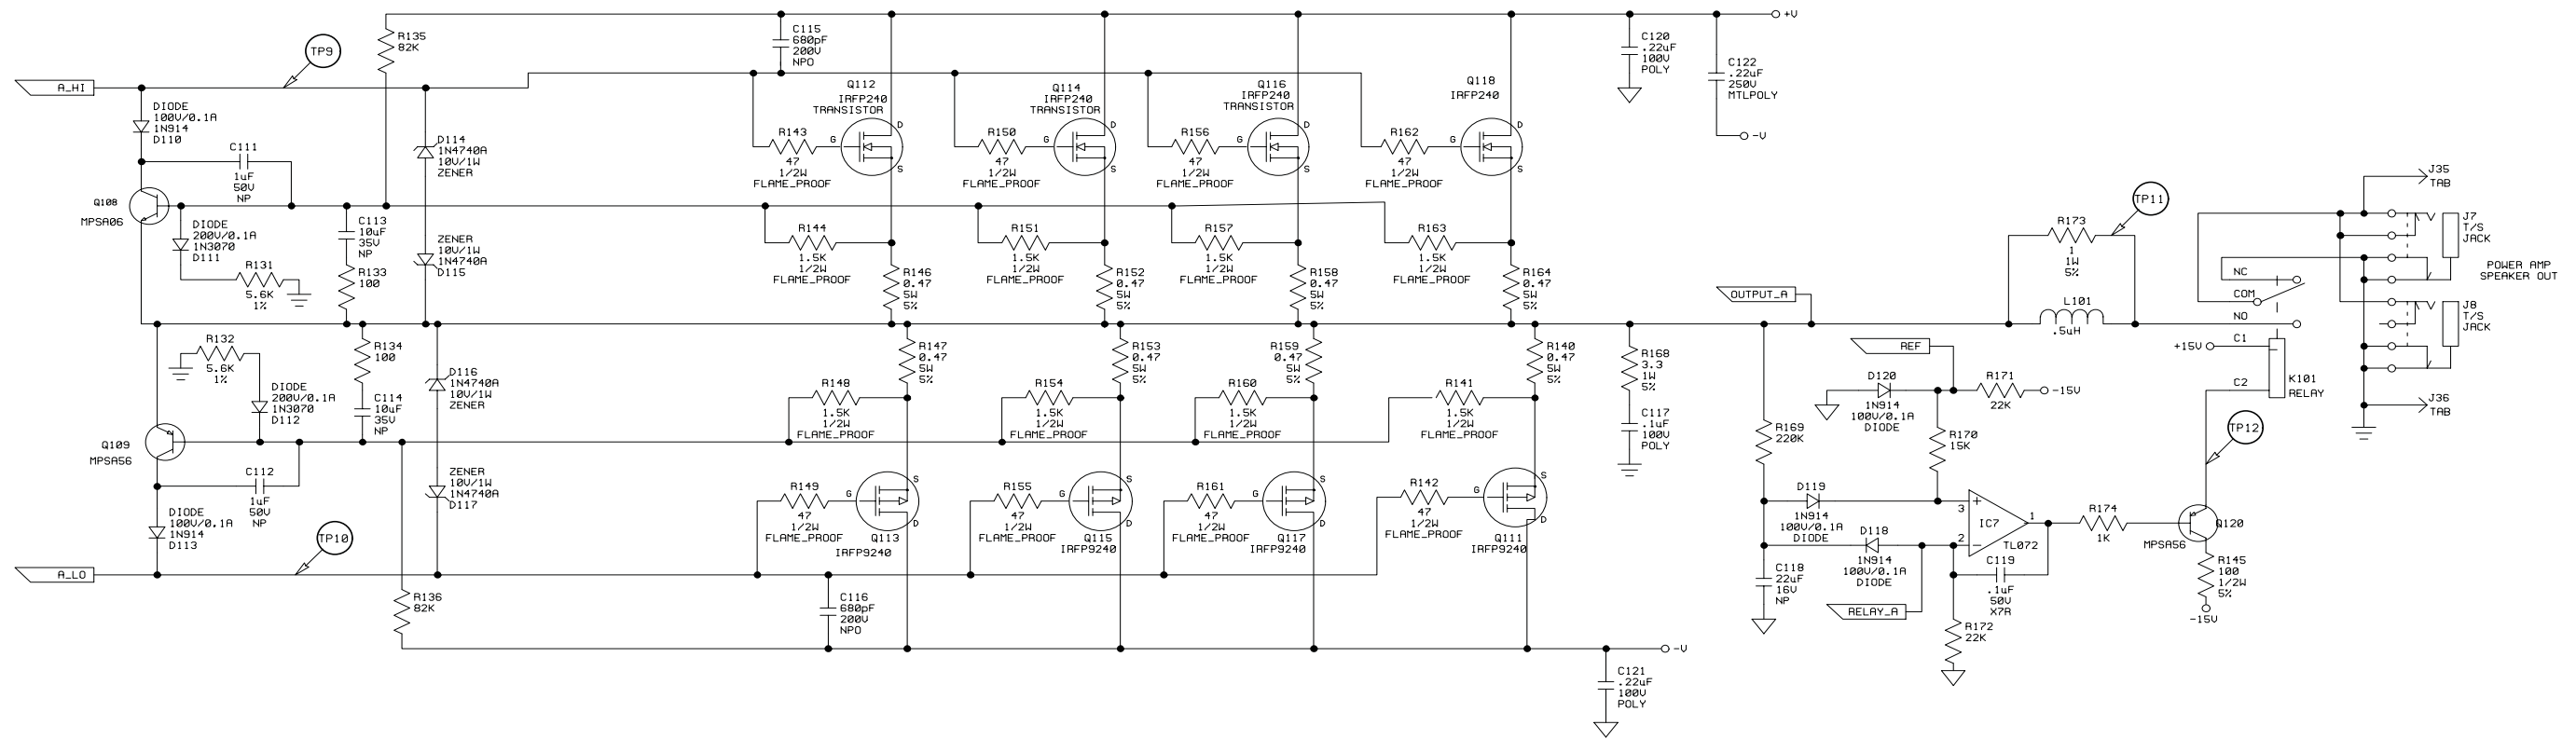 R135
82K
TP9
A_HI
DIODE
100V/0.1A
1N914
D110
C111
1uF
50V
NP
D114
1N4740A
10V/1W
ZENER
Q108
MPSA06
DIODE
200V/0.1A
1N3070
D111
R131
5.6K
1%
C113
10uF
35V
NP
R133
100
ZENER
10V/1W
1N4740A
D115
C115
680pF
200V
NPO
Q112
IRFP240
TRANSISTOR
R143
47
1/2W
FLAME_PROOF
G
D
S
Q114
IRFP240
TRANSISTOR
R150
47
1/2W
FLAME_PROOF
G
D
S
Q116
IRFP240
TRANSISTOR
R156
47
1/2W
FLAME_PROOF
G
D
S
Q118
IRFP240
R162
47
1/2W
FLAME_PROOF
G
D
S
C120
.22uF
100V
POLY
C122
.22uF
250V
MTLPOLY
+V
-V
R144
1.5K
1/2W
FLAME_PROOF
R146
0.47
5W
5%
R151
1.5K
1/2W
FLAME_PROOF
R152
0.47
5W
5%
R157
1.5K
1/2W
FLAME_PROOF
R158
0.47
5W
5%
R163
1.5K
1/2W
FLAME_PROOF
R164
0.47
5W
5%
OUTPUT_A
R173
1
1W
5%
TP11
L101
.5uH
J35
TAB
J7
T/S
JACK
POWER AMP
SPEAKER OUT
NC
COM
NO
J8
T/S
JACK
C1
+15V
C2
K101
RELAY
J36
TAB
TP12
R132
5.6K
1%
DIODE
200V/0.1A
1N3070
D112
R134
100
C114
10uF
35V
NP
D116
1N4740A
10V/1W
ZENER
Q109
MPSA56
C112
1uF
50V
NP
DIODE
100V/0.1A
1N914
D113
ZENER
10V/1W
1N4740A
D117
TP10
A_LO
R136
82K
R148
1.5K
1/2W
FLAME_PROOF
R147
0.47
5W
5%
R154
1.5K
1/2W
FLAME_PROOF
R153
0.47
5W
5%
R160
1.5K
1/2W
FLAME_PROOF
R159
0.47
5W
5%
R141
1.5K
1/2W
FLAME_PROOF
R140
0.47
5W
5%
R168
3.3
1W
5%
C117
.1uF
100V
POLY
R149
47
1/2W
FLAME_PROOF
G
S
D
Q113
IRFP9240
R155
47
1/2W
FLAME_PROOF
G
S
D
Q115
IRFP9240
R161
47
1/2W
FLAME_PROOF
G
S
D
Q117
IRFP9240
R142
47
1/2W
FLAME_PROOF
G
S
D
Q111
IRFP9240
C116
680pF
200V
NPO
-V
C121
.22uF
100V
POLY
REF
D120
1N914
100V/0.1A
DIODE
R171
22K
-15V
R169
220K
R170
15K
D119
1N914
100V/0.1A
DIODE
D118
1N914
100V/0.1A
DIODE
C118
22uF
16V
NP
RELAY_A
+
3
2
-
IC7
1
TL072
C119
.1uF
50V
X7R
R172
22K
R174
1K
Q120
MPSA56
R145
100
1/2W
5%
-15V